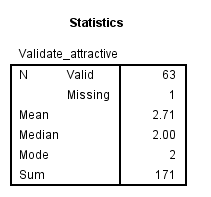 Statistics
Validate_attractive
N Valid 63
Missing 1
Mean 2.71
Median 2.00
Mode 2
Sum 171